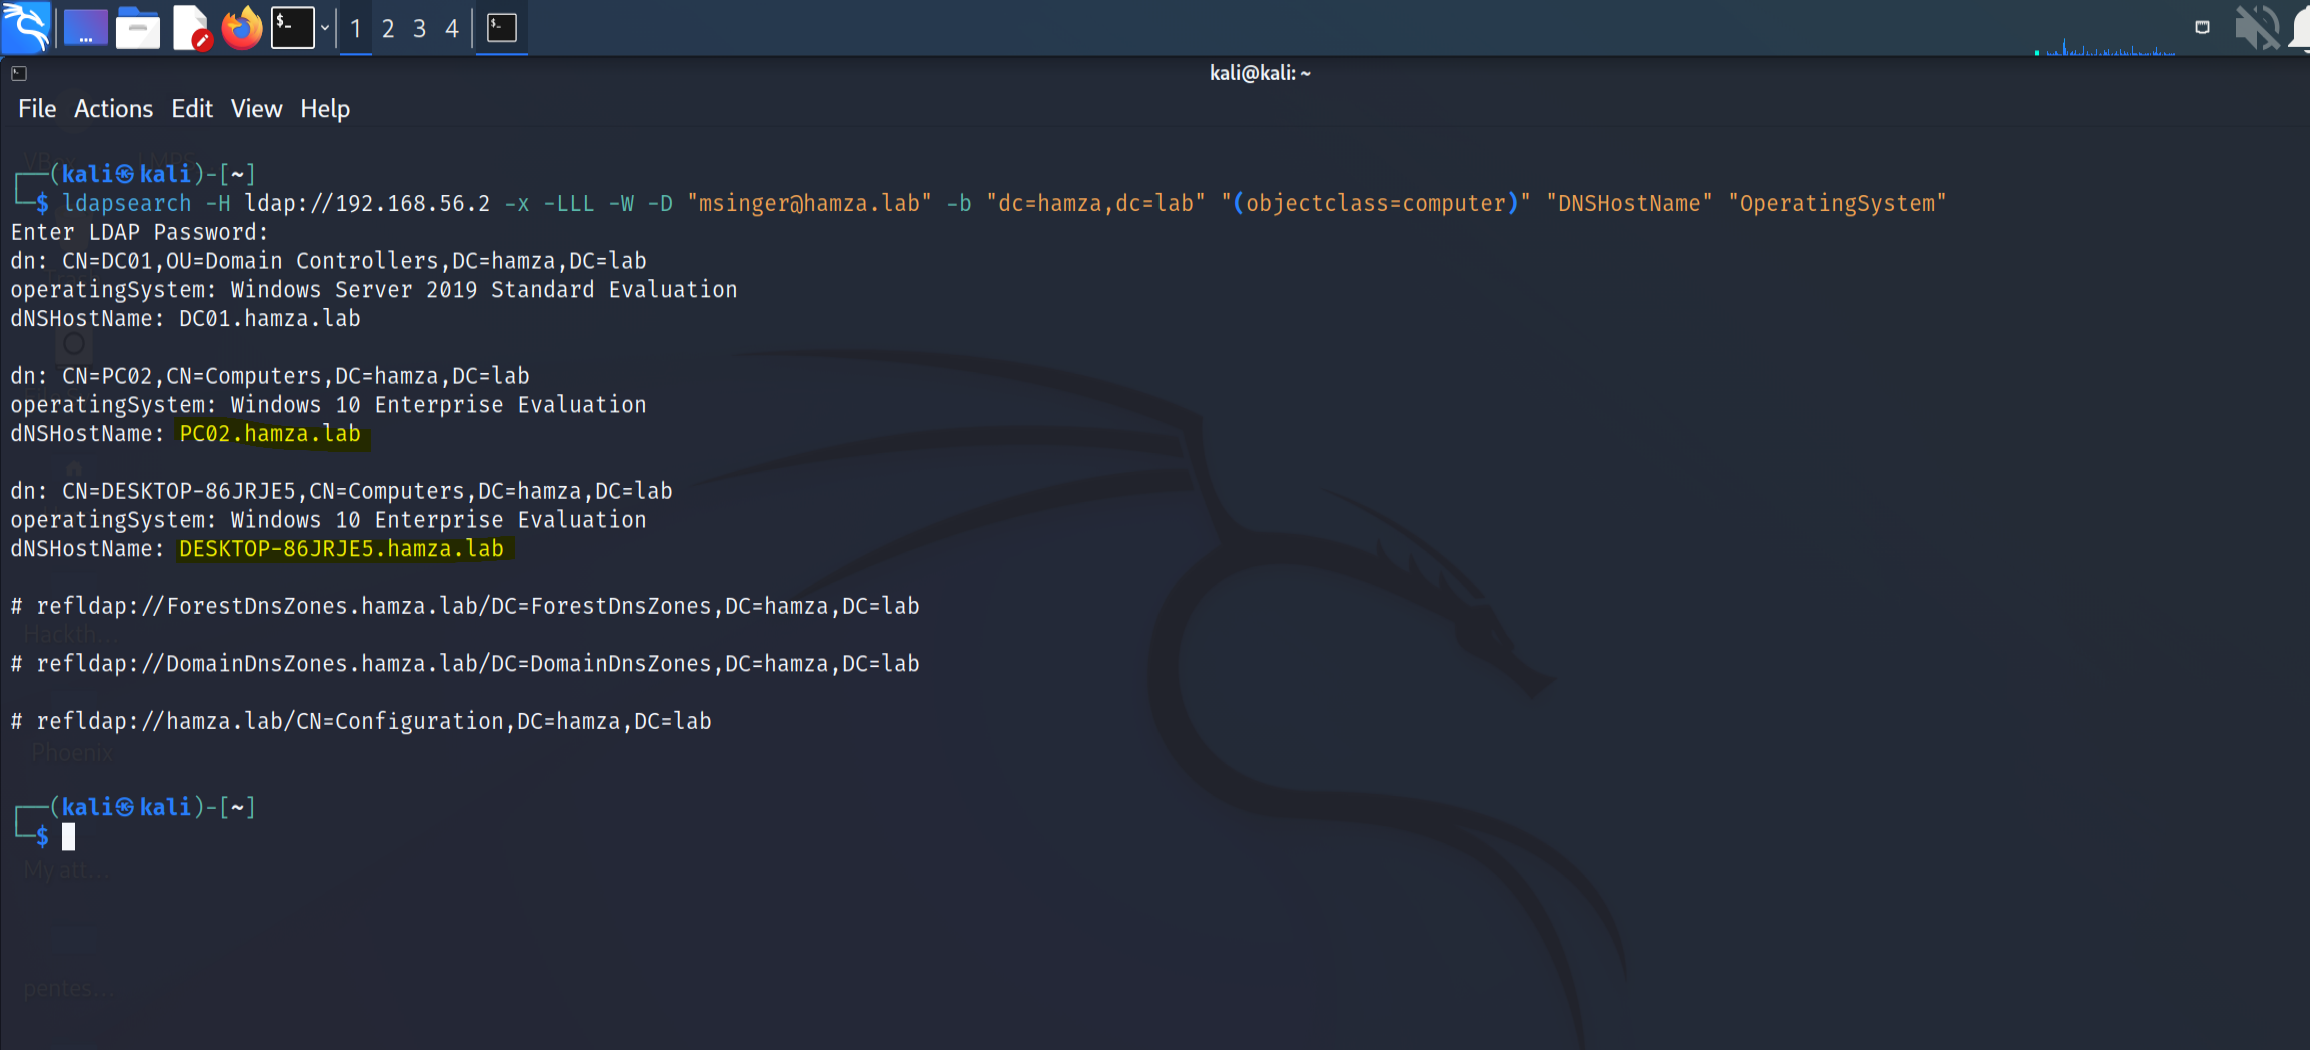 1 2 3 4
kali@kali: ~
File Actions Edit View Help
┌──(kali㉿kali)-[~]
└─$ ldapsearch -H ldap://192.168.56.2 -x -LLL -W -D "msinger@hamza.lab" -b "dc=hamza,dc=lab" "(objectclass=computer)" "DNSHostName" "OperatingSystem"
Enter LDAP Password:
dn: CN=DC01,OU=Domain Controllers,DC=hamza,DC=lab
operatingSystem: Windows Server 2019 Standard Evaluation
dNSHostName: DC01.hamza.lab
dn: CN=PC02,CN=Computers,DC=hamza,DC=lab
operatingSystem: Windows 10 Enterprise Evaluation
dNSHostName: PC02.hamza.lab
dn: CN=DESKTOP-86JRJE5,CN=Computers,DC=hamza,DC=lab
operatingSystem: Windows 10 Enterprise Evaluation
dNSHostName: DESKTOP-86JRJE5.hamza.lab
# refldap://ForestDnsZones.hamza.lab/DC=ForestDnsZones,DC=hamza,DC=lab
Hackth...
# refldap://DomainDnsZones.hamza.lab/DC=DomainDnsZones,DC=hamza,DC=lab
# refldap://hamza.lab/CN=Configuration,DC=hamza,DC=lab
Phoenix
┌──(kali㉿kali)-[~]
└─$
My att...
pentes...